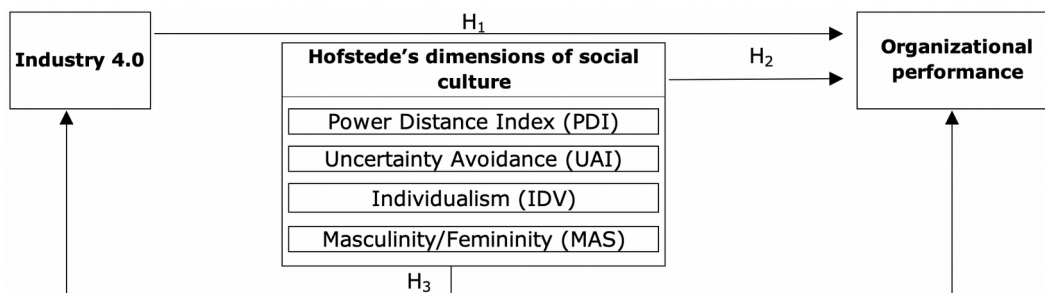 H₁
Industry 4.0
Hofstede’s dimensions of social
culture
H₂
Organizational
performance
Power Distance Index (PDI)
Uncertainty Avoidance (UAI)
Individualism (IDV)
Masculinity/Femininity (MAS)
H₃